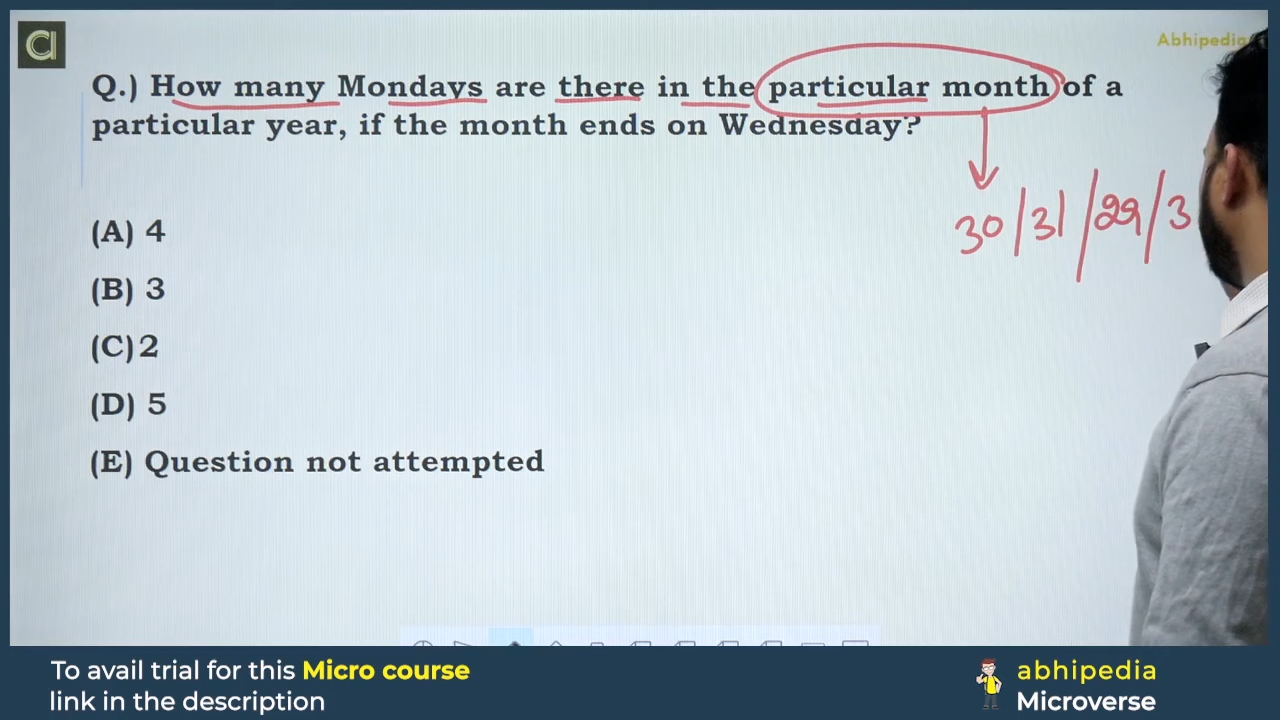 Abhipedia
Q.) How many Mondays are there in the particular month of a
particular year, if the month ends on Wednesday?
30/31/29/3
(A) 4
(B) 3
(C) 2
(D) 5
(E) Question not attempted
To avail trial for this Micro course
link in the description
abhipedia
Microverse